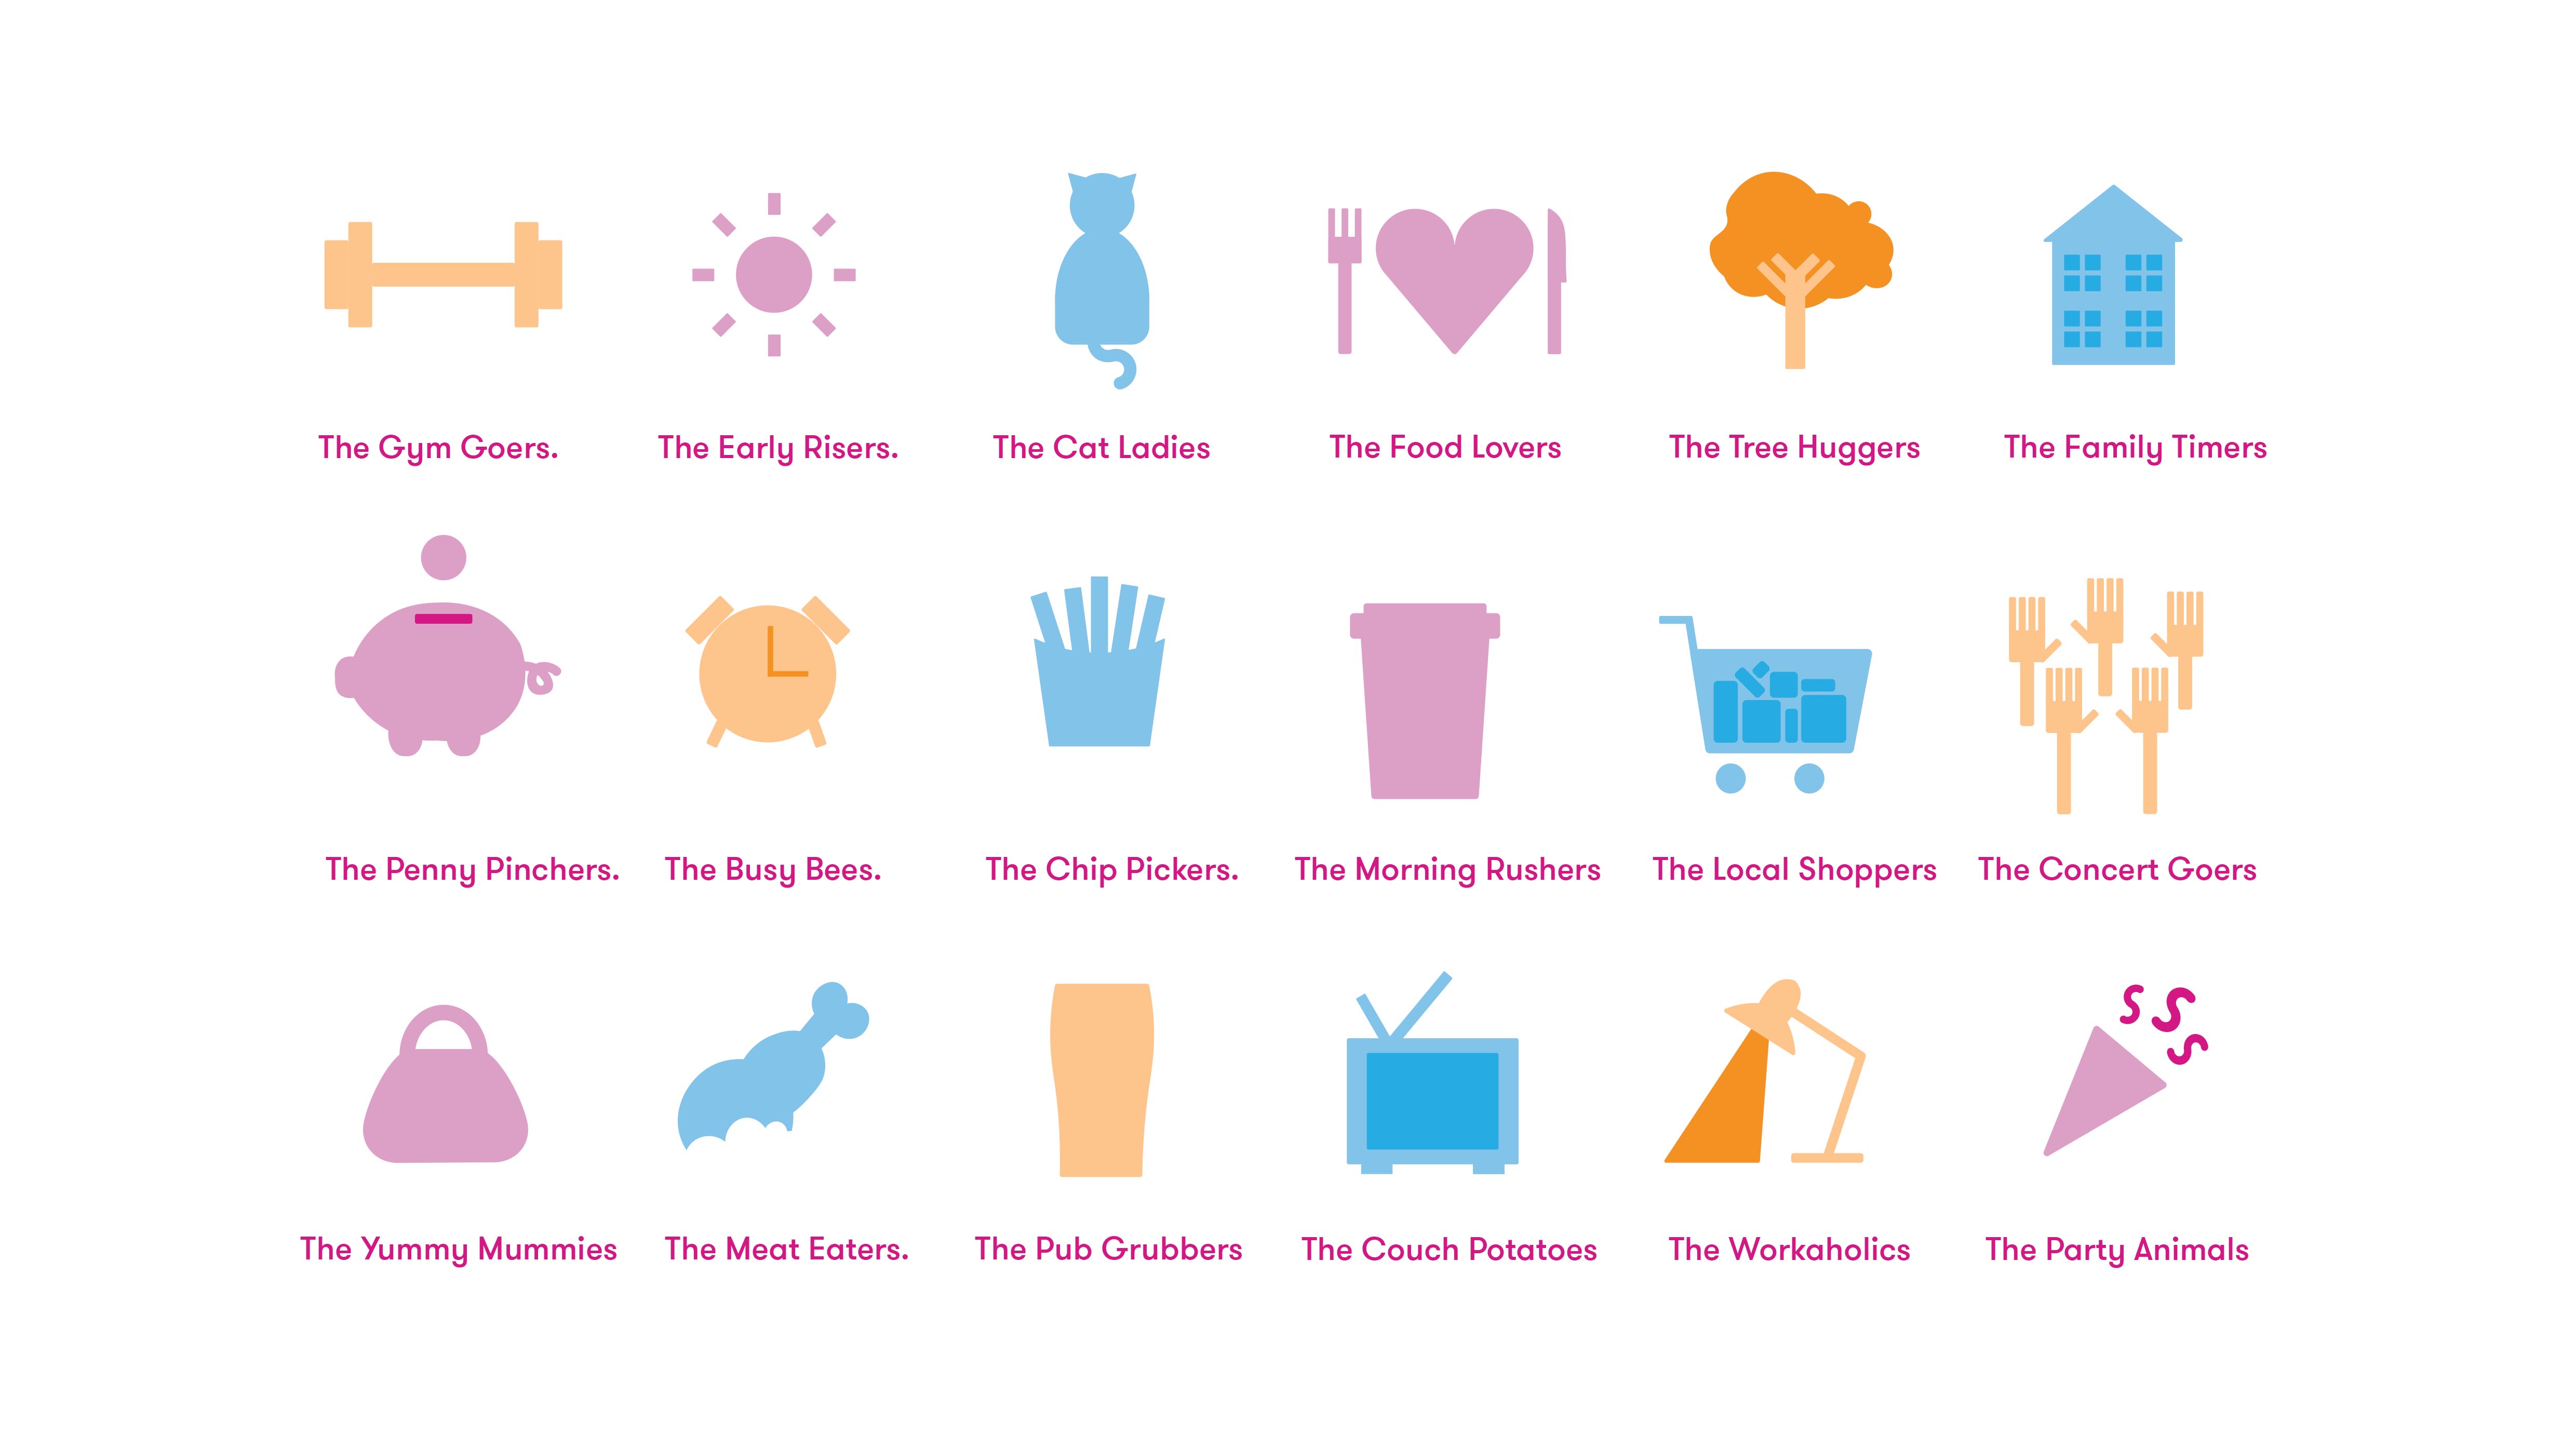 The Gym Goers.
The Early Risers.
The Cat Ladies
The Food Lovers
The Tree Huggers
The Family Timers
The Penny Pinchers.
The Busy Bees.
The Chip Pickers.
The Morning Rushers
The Local Shoppers
The Concert Goers
The Yummy Mummies
The Meat Eaters.
The Pub Grubbers
The Couch Potatoes
The Workaholics
The Party Animals